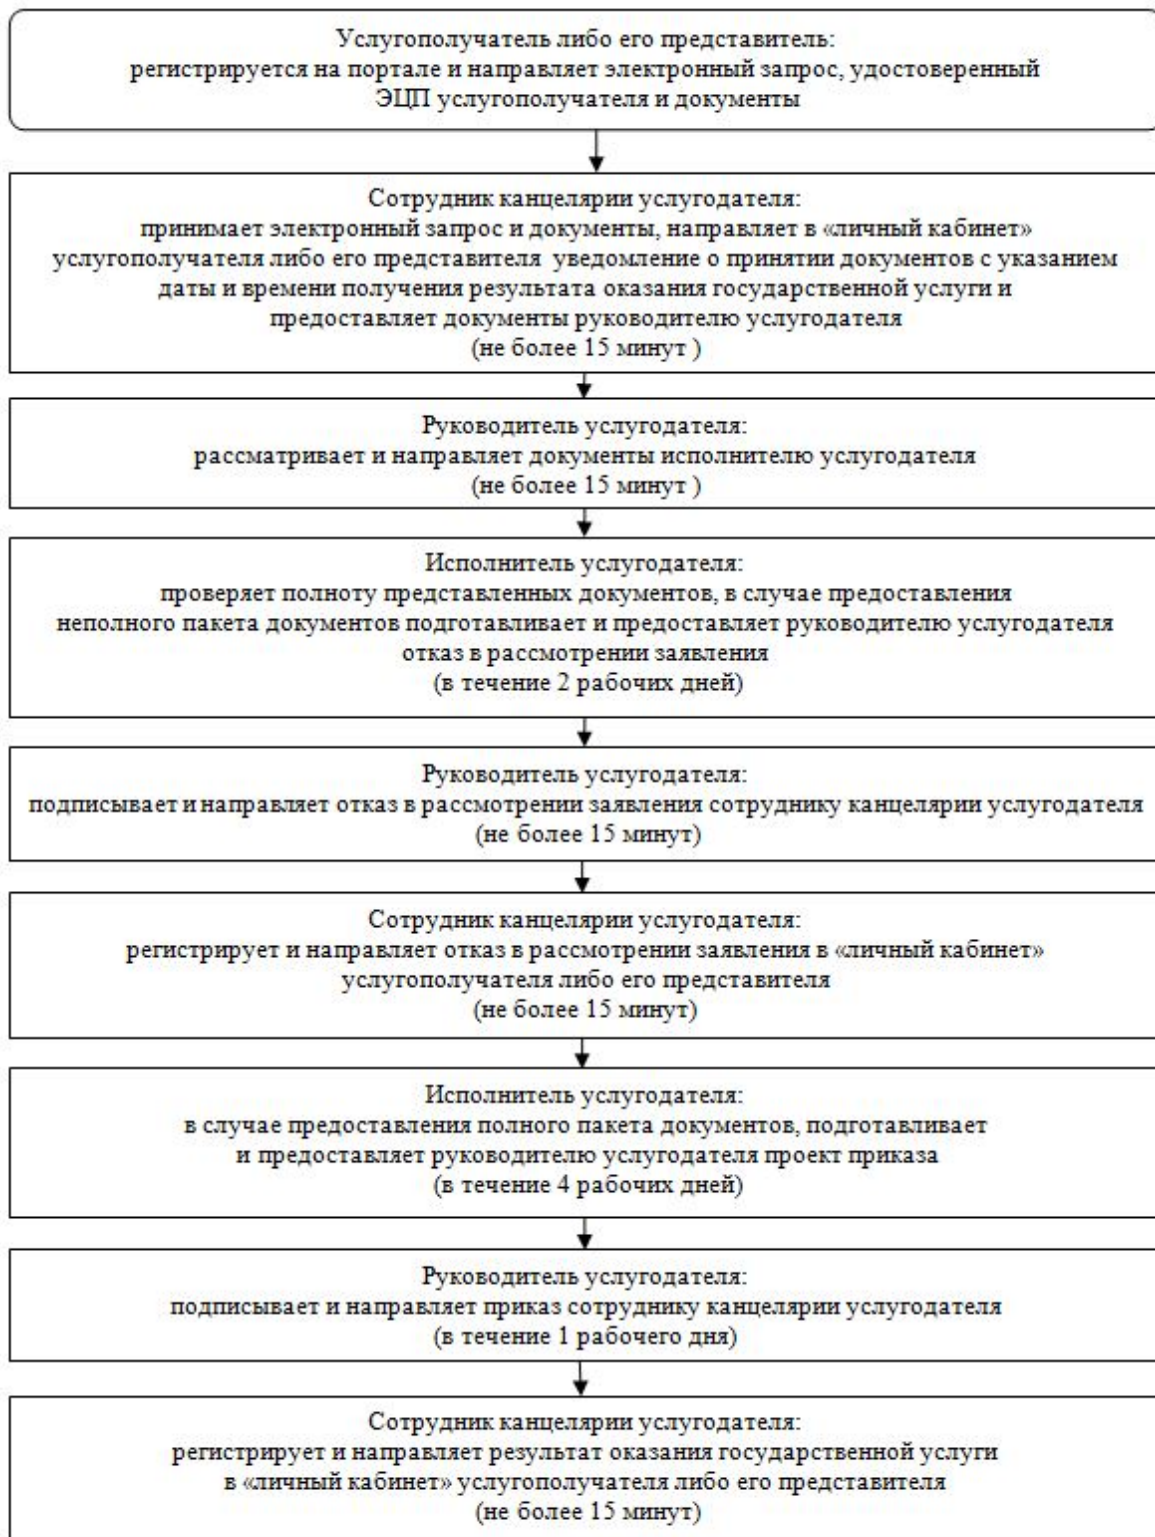 Услугополучатель либо его представитель:
регистрируется на портале и направляет электронный запрос, удостоверенный
ЭЦП услугополучателя и документы
Сотрудник канцелярии услугодателя:
принимает электронный запрос и документы, направляет в «личный кабинет»
услугополучателя либо его представителя уведомление о принятии документов с указанием
даты и времени получения результата оказания государственной услуги и
предоставляет документы руководителю услугодателя
(не более 15 минут )
Руководитель услугодателя:
рассматривает и направляет документы исполнителю услугодателя
(не более 15 минут )
Исполнитель услугодателя:
проверяет полноту представленных документов, в случае предоставления
неполного пакета документов подготавливает и предоставляет руководителю услугодателя
отказ в рассмотрении заявления
(в течение 2 рабочих дней)
Руководитель услугодателя:
подписывает и направляет отказ в рассмотрении заявления сотруднику канцелярии услугодателя
(не более 15 минут)
Сотрудник канцелярии услугодателя:
регистрирует и направляет отказ в рассмотрении заявления в «личный кабинет»
услугополучателя либо его представителя
(не более 15 минут)
Исполнитель услугодателя:
в случае предоставления полного пакета документов, подготавливает
и предоставляет руководителю услугодателя проект приказа
(в течение 4 рабочих дней)
Руководитель услугодателя:
подписывает и направляет приказ сотруднику канцелярии услугодателя
(в течение 1 рабочего дня)
Сотрудник канцелярии услугодателя:
регистрирует и направляет результат оказания государственной услуги
в «личный кабинет» услугополучателя либо его представителя
(не более 15 минут)